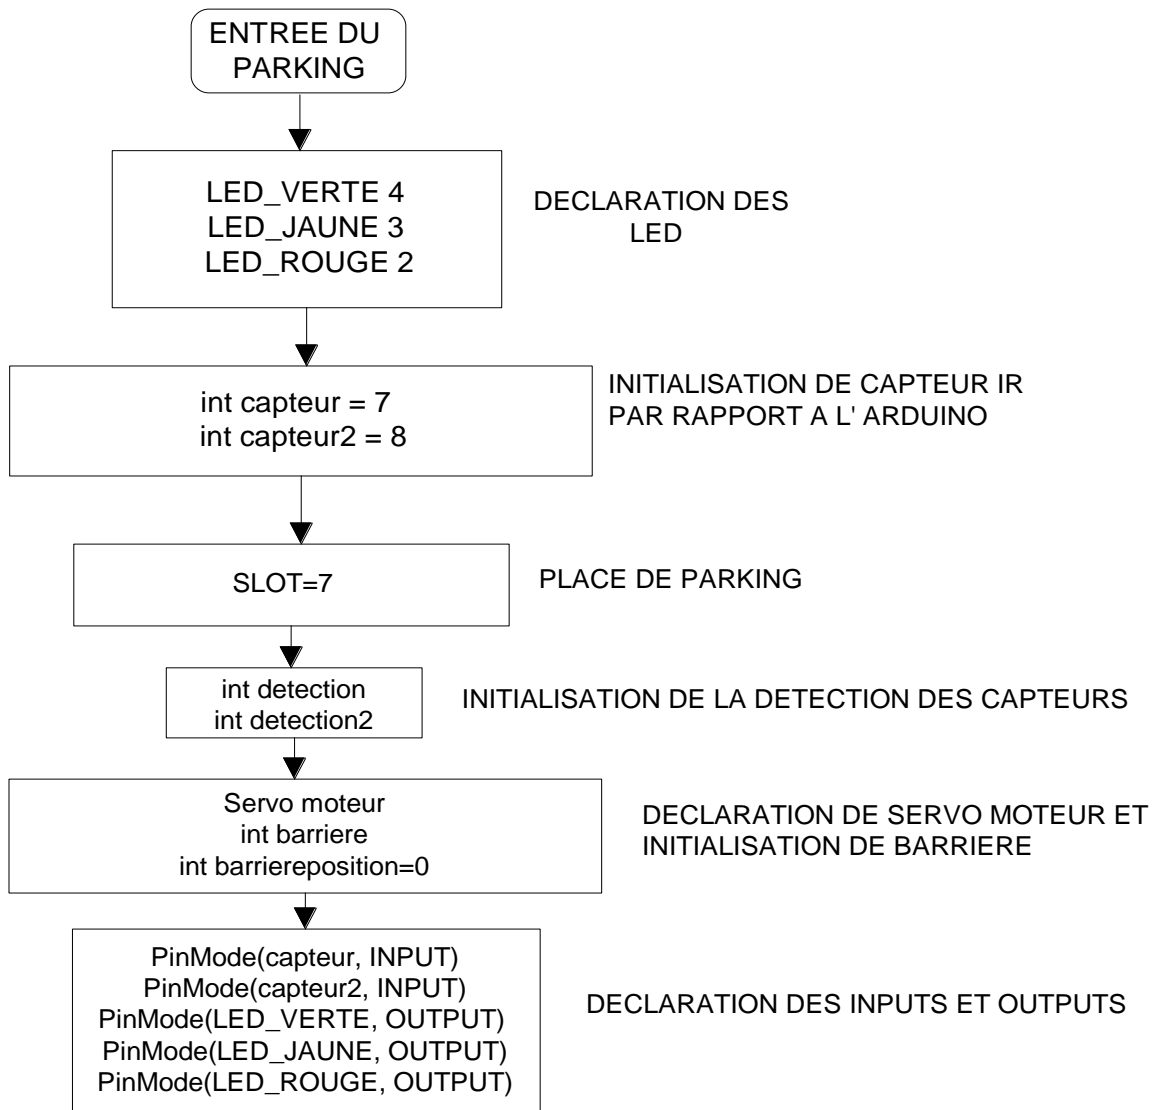 ENTREE DU
PARKING
LED_VERTE 4
LED_JAUNE 3
LED_ROUGE 2
DECLARATION DES
LED
int capteur = 7
int capteur2 = 8
INITIALISATION DE CAPTEUR IR
PAR RAPPORT A L' ARDUINO
SLOT=7
PLACE DE PARKING
int detection
int detection2
INITIALISATION DE LA DETECTION DES CAPTEURS
Servo moteur
int barriere
int barriereposition=0
DECLARATION DE SERVO MOTEUR ET
INITIALISATION DE BARRIERE
PinMode(capteur, INPUT)
PinMode(capteur2, INPUT)
PinMode(LED_VERTE, OUTPUT)
PinMode(LED_JAUNE, OUTPUT)
PinMode(LED_ROUGE, OUTPUT)
DECLARATION DES INPUTS ET OUTPUTS